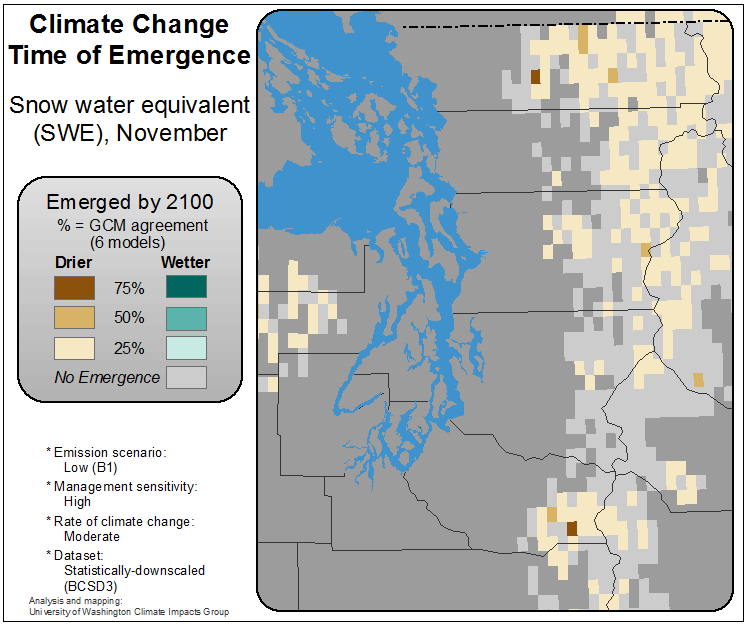 Climate Change
Time of Emergence
Snow water equivalent
(SWE), November
Emerged by 2100
% = GCM agreement
(6 models)
Drier Wetter
75%
50%
25%
No Emergence
* Emission scenario:
Low (B1)
* Management sensitivity:
High
* Rate of climate change:
Moderate
* Dataset:
Statistically-downscaled
(BCSD3)
Analysis and mapping:
University of Washington Climate Impacts Group